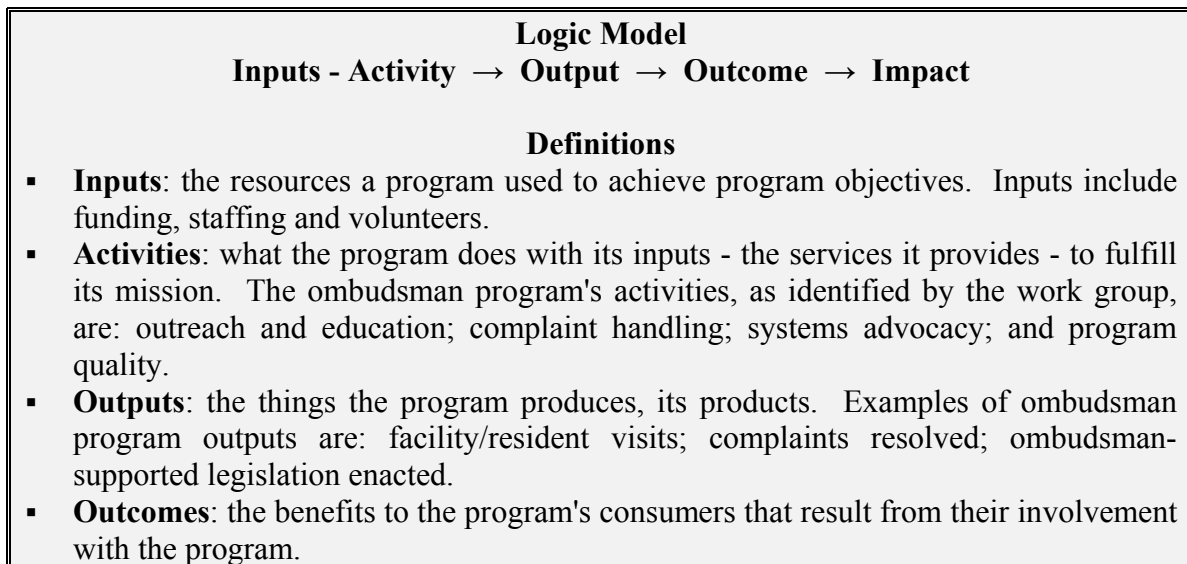 Logic Model
Inputs - Activity → Output → Outcome → Impact
Definitions
▪ Inputs: the resources a program used to achieve program objectives. Inputs include
funding, staffing and volunteers.
▪ Activities: what the program does with its inputs - the services it provides - to fulfill
its mission. The ombudsman program's activities, as identified by the work group,
are: outreach and education; complaint handling; systems advocacy; and program
quality.
▪ Outputs: the things the program produces, its products. Examples of ombudsman
program outputs are: facility/resident visits; complaints resolved; ombudsman-
supported legislation enacted.
▪ Outcomes: the benefits to the program's consumers that result from their involvement
with the program.